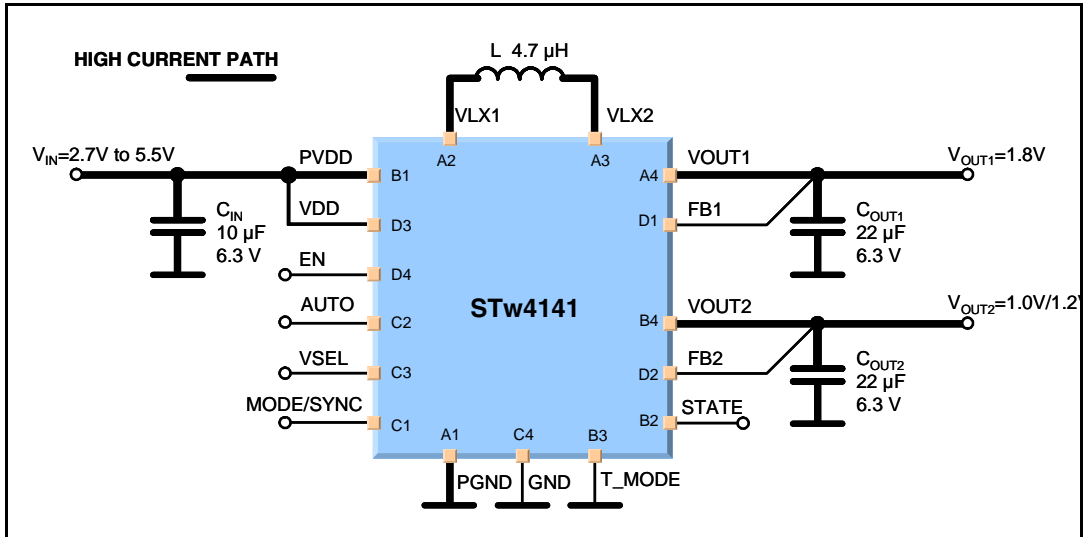 HIGH CURRENT PATH
L 4.7 µH
VLX1
VLX2
A2
A3
VIN=2.7V to 5.5V
PVDD
B1
VDD
D3
CIN
10 µF
6.3 V
EN
D4
AUTO
C2
VSEL
C3
MODE/SYNC
C1
STw4141
A4
VOUT1
VOUT1=1.8V
D1
FB1
COUT1
22 µF
6.3 V
B4
VOUT2
VOUT2=1.0V/1.2V
D2
FB2
COUT2
22 µF
6.3 V
B2
STATE
A1
C4
B3
PGND
GND
T_MODE